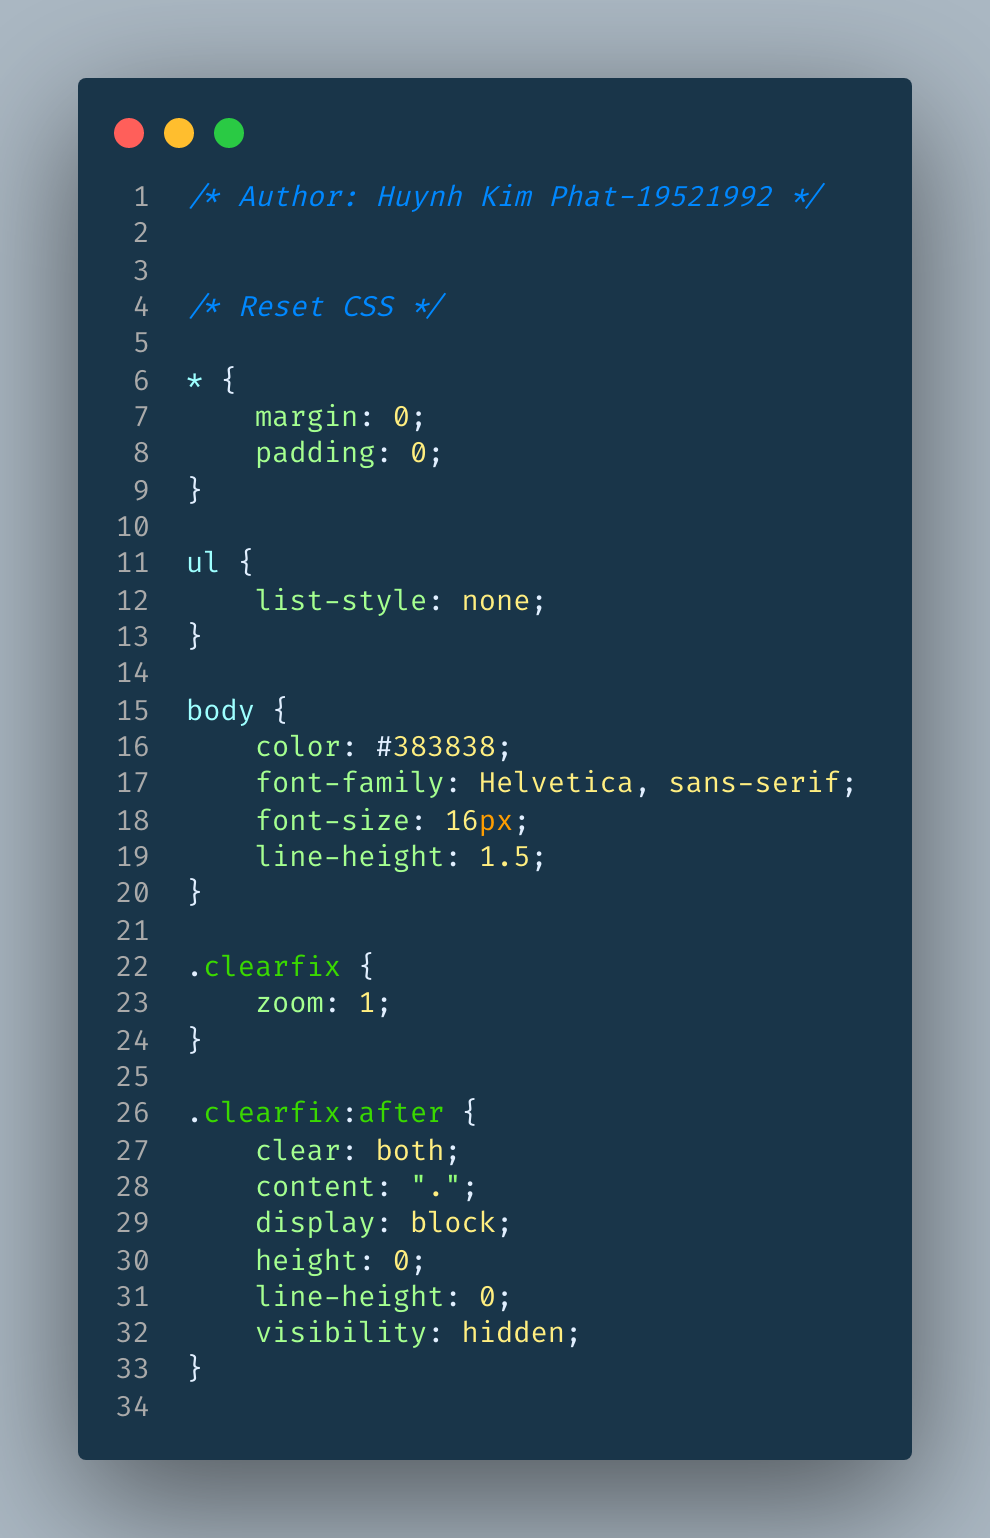 1 /* Author: Huynh Kim Phat-19521992 */
2
3
4 /* Reset CSS */
5
6 * {
7     margin: 0;
8     padding: 0;
9 }
10
11 ul {
12     list-style: none;
13 }
14
15 body {
16     color: #383838;
17     font-family: Helvetica, sans-serif;
18     font-size: 16px;
19     line-height: 1.5;
20 }
21
22 .clearfix {
23     zoom: 1;
24 }
25
26 .clearfix:after {
27     clear: both;
28     content: ".";
29     display: block;
30     height: 0;
31     line-height: 0;
32     visibility: hidden;
33 }
34